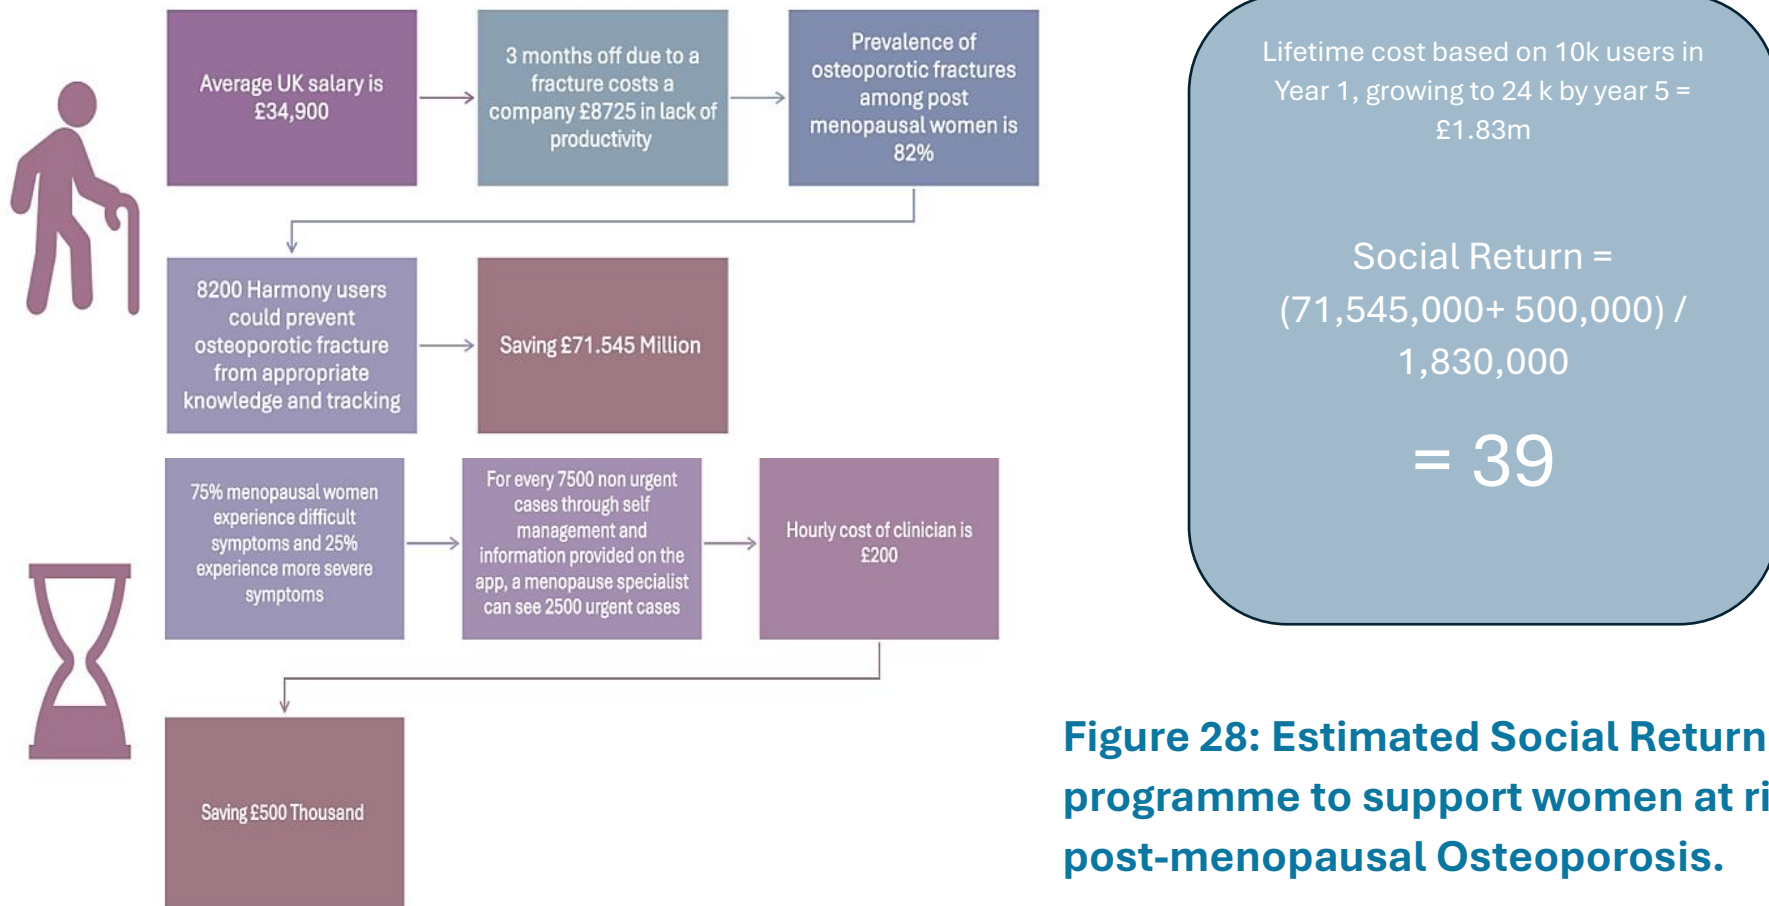 Average UK salary is
£34,900
3 months off due to a
fracture costs a
company £8725 in lack of
productivity
Prevalence of
osteoporotic fractures
among post
menopausal women is
82%
8200 Harmony users
could prevent
osteoporotic fracture
from appropriate
knowledge and tracking
Saving £71.545 Million
75% menopausal women
experience difficult
symptoms and 25%
experience more severe
symptoms
For every 7500 non urgent
cases through self
management and
information provided on the
app, a menopause specialist
can see 2500 urgent cases
Hourly cost of clinician is
£200
Saving £500 Thousand
Lifetime cost based on 10k users in
Year 1, growing to 24 k by year 5 =
£1.83m
Social Return =
(71,545,000+ 500,000) /
1,830,000
= 39
Figure 28: Estimated Social Return
programme to support women at ri
post-menopausal Osteoporosis.